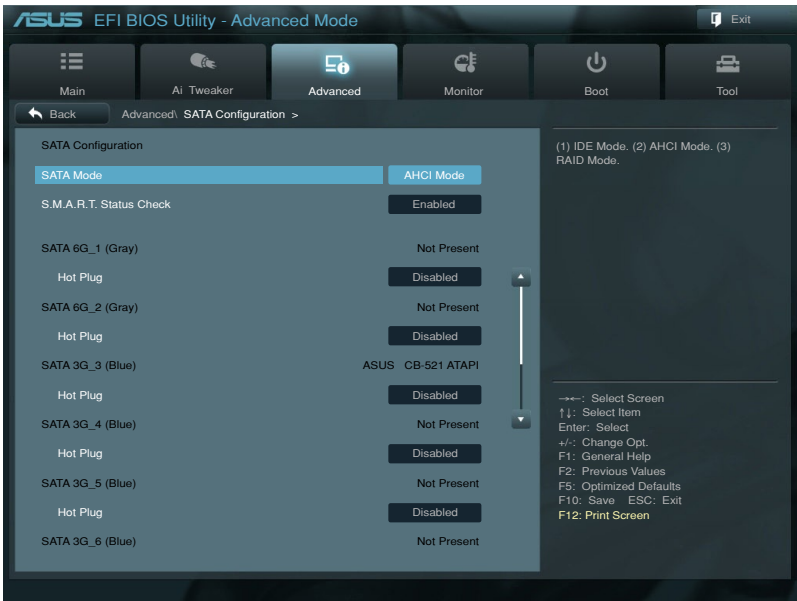 ASUS EFI BIOS Utility - Advanced Mode
Exit
Main
Ai Tweaker
Advanced
Monitor
Boot
Tool
Back
Advanced\ SATA Configuration >
SATA Configuration
SATA Mode AHCI Mode
S.M.A.R.T. Status Check Enabled
SATA 6G_1 (Gray) Not Present
Hot Plug Disabled
SATA 6G_2 (Gray) Not Present
Hot Plug Disabled
SATA 3G_3 (Blue) ASUS CB-521 ATAPI
Hot Plug Disabled
SATA 3G_4 (Blue) Not Present
Hot Plug Disabled
SATA 3G_5 (Blue) Not Present
Hot Plug Disabled
SATA 3G_6 (Blue) Not Present
(1) IDE Mode. (2) AHCI Mode. (3)
RAID Mode.
→←: Select Screen
↑↓: Select Item
Enter: Select
+/-: Change Opt.
F1: General Help
F2: Previous Values
F5: Optimized Defaults
F10: Save ESC: Exit
F12: Print Screen